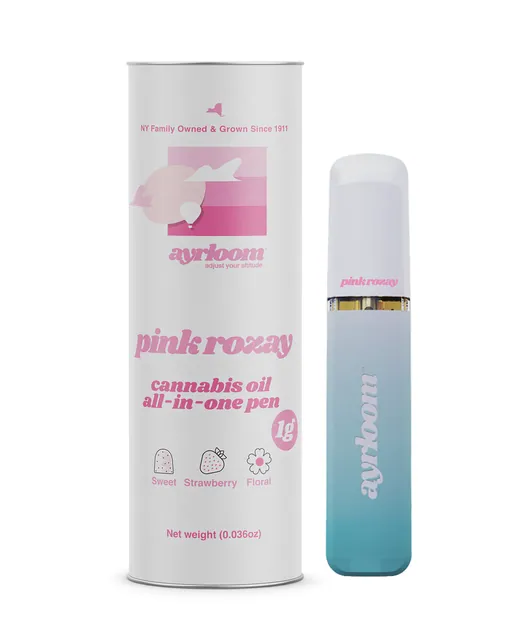 NY Family Owned & Grown Since 1911
ayrloom
adjust your altitude
pink rozay
cannabis oil
all-in-one pen
1g
Sweet Strawberry Floral
Net weight (0.036oz)
pink rozay
ayrloom